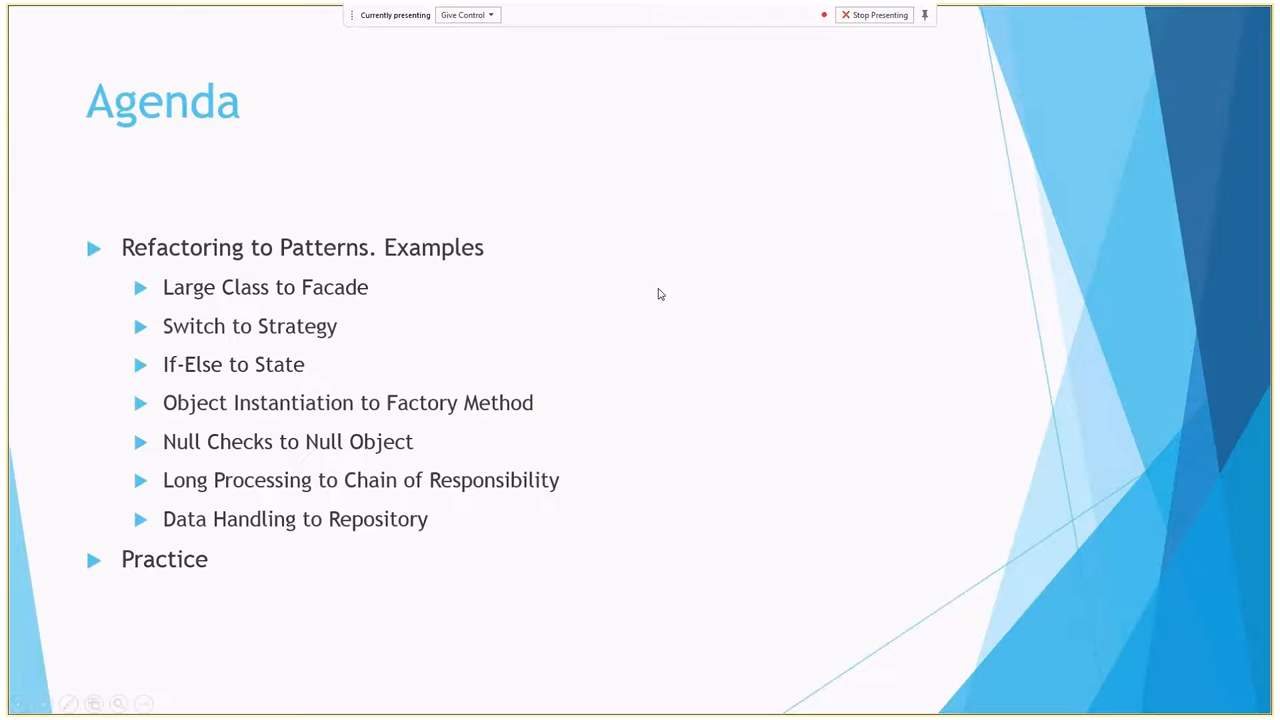 Currently presenting Give Control Stop Presenting
Agenda
Refactoring to Patterns. Examples
Large Class to Facade
Switch to Strategy
If-Else to State
Object Instantiation to Factory Method
Null Checks to Null Object
Long Processing to Chain of Responsibility
Data Handling to Repository
Practice